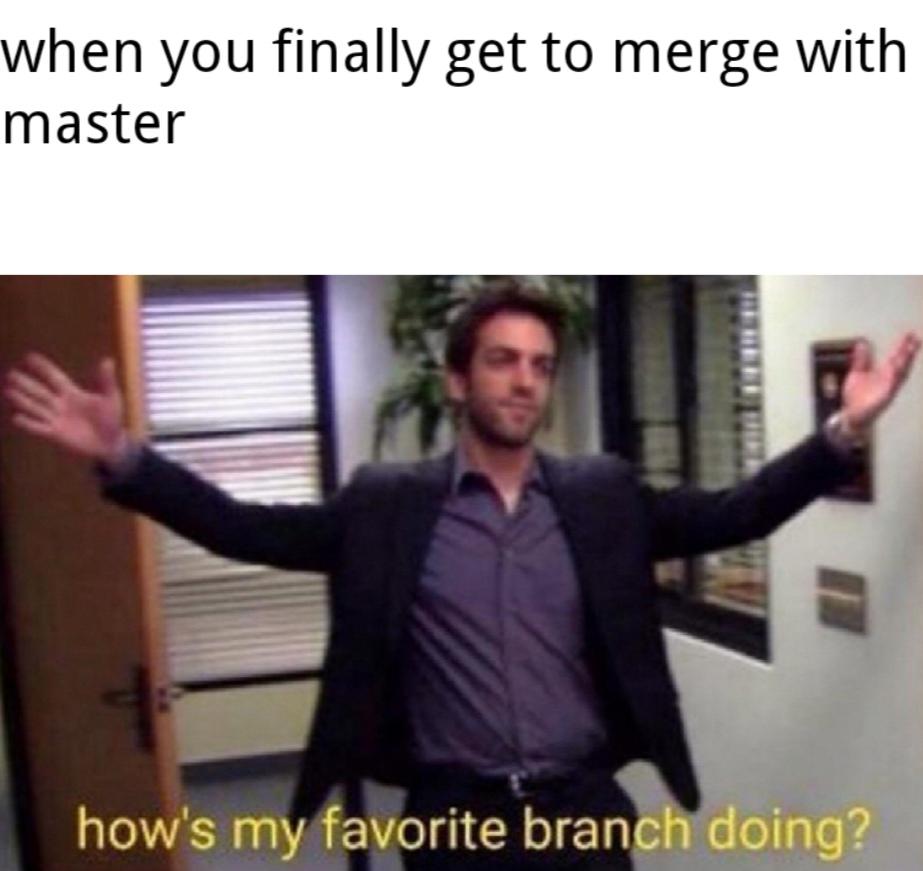 when you finally get to merge with
master
how's my favorite branch doing?